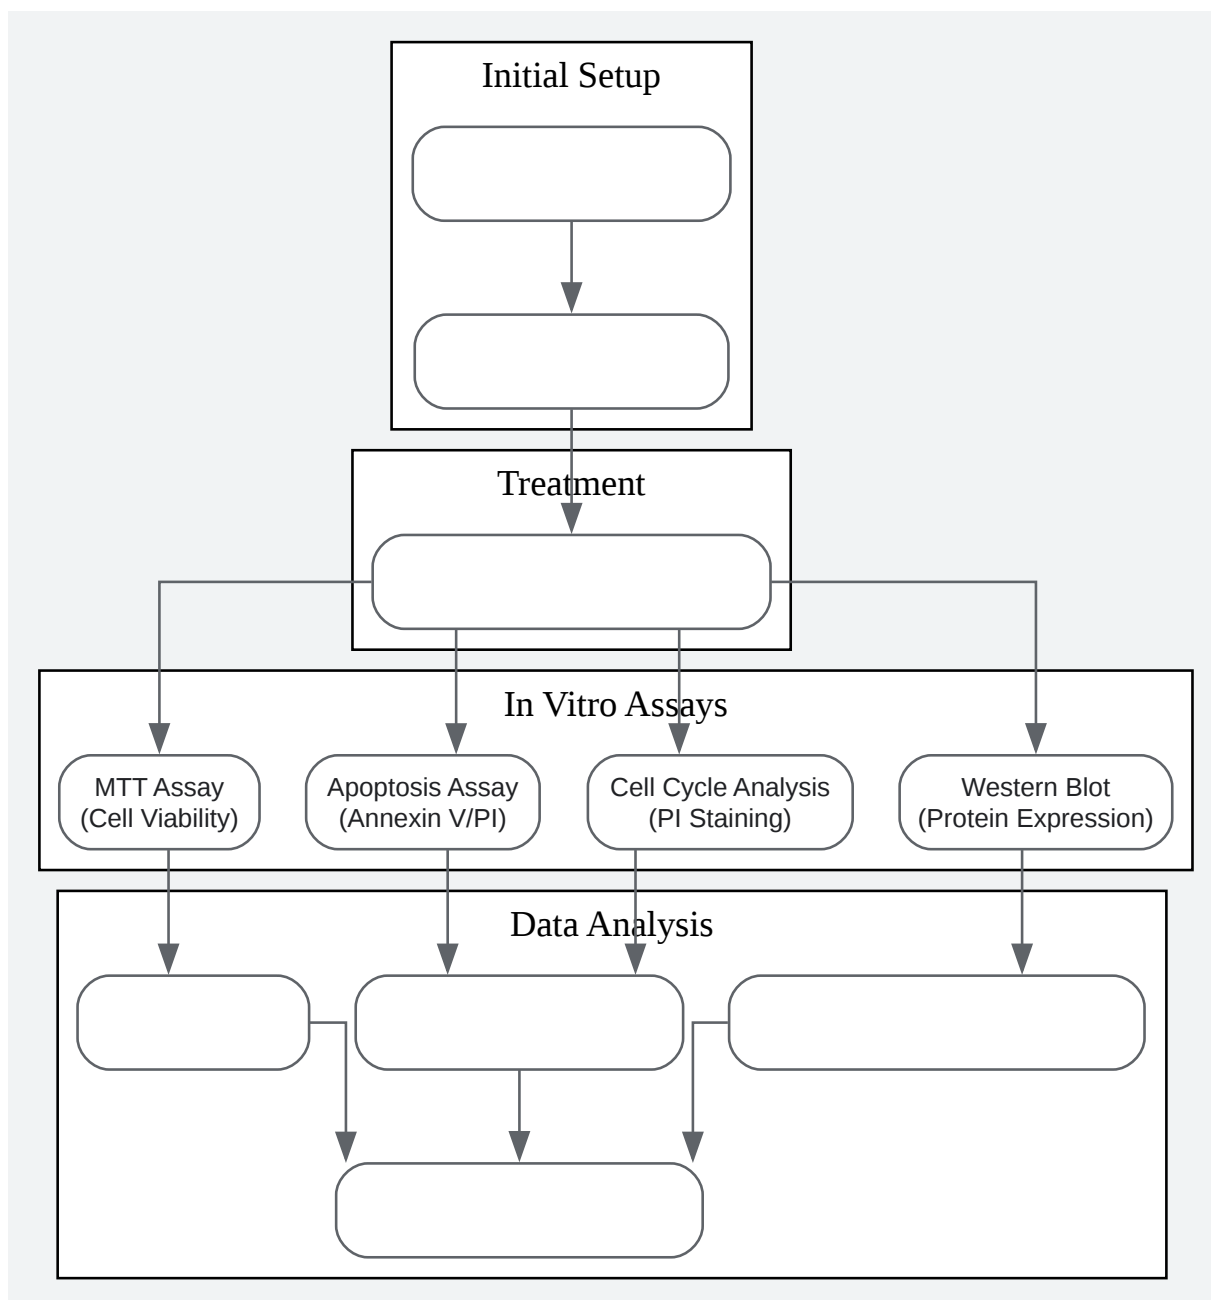 Initial Setup
Treatment
In Vitro Assays
MTT Assay
(Cell Viability)
Apoptosis Assay
(Annexin V/PI)
Cell Cycle Analysis
(PI Staining)
Western Blot
(Protein Expression)
Data Analysis